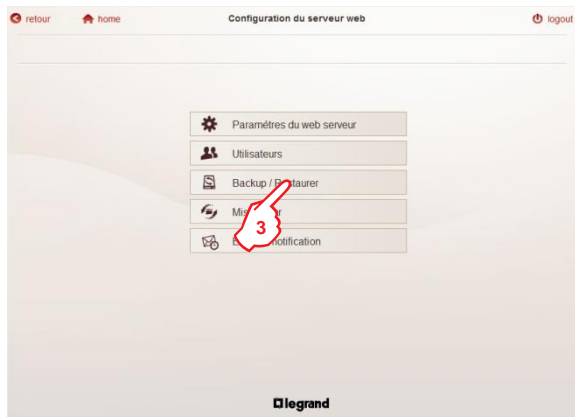 retour
home
Configuration du serveur web
logout
Paramétres du web serveur
Utilisateurs
Backup /
3
notification
legrand